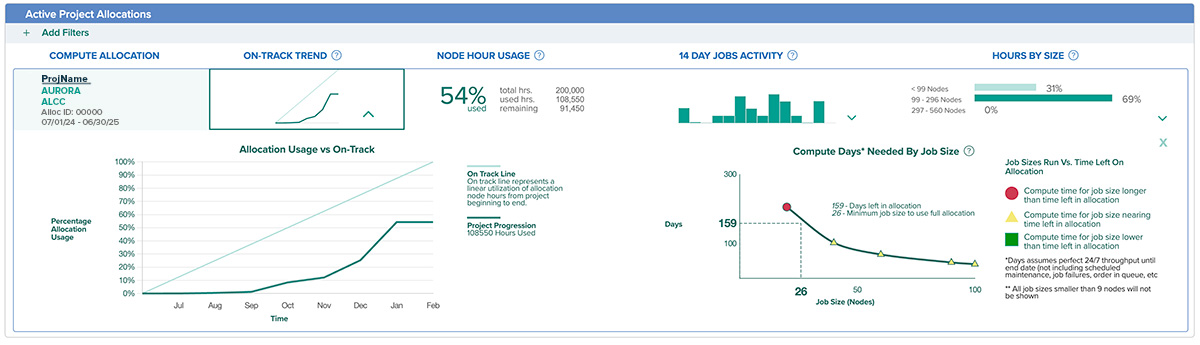 Active Project Allocations
+ Add Filters
COMPUTE ALLOCATION
ON-TRACK TREND ?
NODE HOUR USAGE ?
14 DAY JOBS ACTIVITY ?
HOURS BY SIZE ?
ProjName
AURORA
ALCC
Alloc ID: 00000
07/01/24 - 06/30/25
54%
used
total hrs. 200,000
used hrs. 108,550
remaining 91,450
< 99 Nodes 31%
99 - 296 Nodes 69%
297 - 560 Nodes 0%
X
Allocation Usage vs On-Track
100%
90%
80%
70%
60%
50%
40%
30%
20%
10%
0%
Percentage
Allocation
Usage
Jul Aug Sep Oct Nov Dec Jan Feb
Time
On Track Line
On track line represents a
linear utilization of allocation
node hours from project
beginning to end.
Project Progression
108550 Hours Used
Compute Days* Needed By Job Size ?
300
159
100
Days
159 - Days left in allocation
26 - Minimum job size to use full allocation
26 50 100
Job Size (Nodes)
Job Sizes Run Vs. Time Left On
Allocation
Compute time for job size longer
than time left in allocation
Compute time for job size nearing
time left in allocation
Compute time for job size lower
than time left in allocation
*Days assumes perfect 24/7 throughput until
end date (not including scheduled
maintenance, job failures, order in queue, etc
** All job sizes smaller than 9 nodes will not
be shown